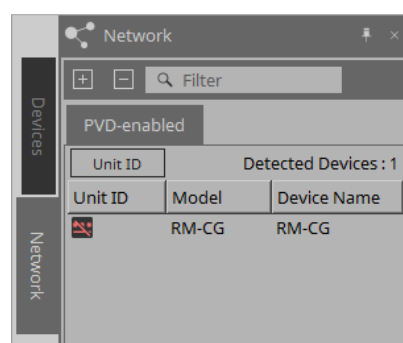 Network
Filter
Devices
PVD-enabled
Unit ID Detected Devices : 1
Unit ID Model Device Name
RM-CG RM-CG
Network